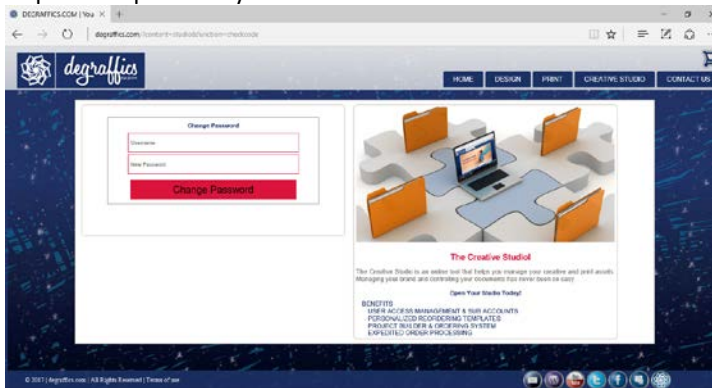 DEGRAFFICS.COM | You
degraffics.com/content=studio&function=checkcode
degraffics
HOME DESIGN PRINT CREATIVE STUDIO CONTACT US
Change Password
Username
New Password
Change Password
The Creative Studio!
The Creative Studio is an online tool that helps you manage your creative and print assets.
Managing your brand and controlling your documents has never been so easy
Open Your Studio Today!
BENEFITS
USER ACCESS MANAGEMENT & SUB ACCOUNTS
PERSONALIZED REORDERING TEMPLATES
PROJECT BUILDER & ORDERING SYSTEM
EXPEDITED ORDER PROCESSING
© 2017 | degraffics.com | All Rights Reserved | Terms of use